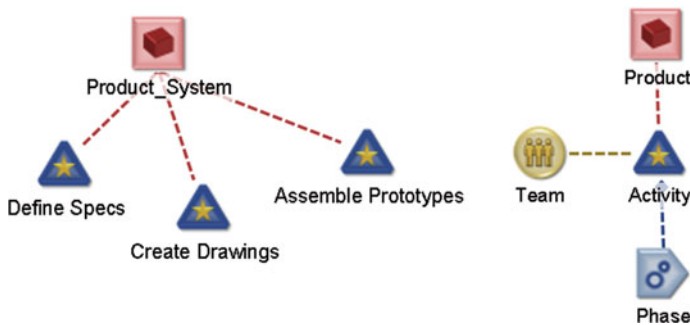 Product_System
Define Specs
Create Drawings
Assemble Prototypes
Product
Team
Activity
Phase